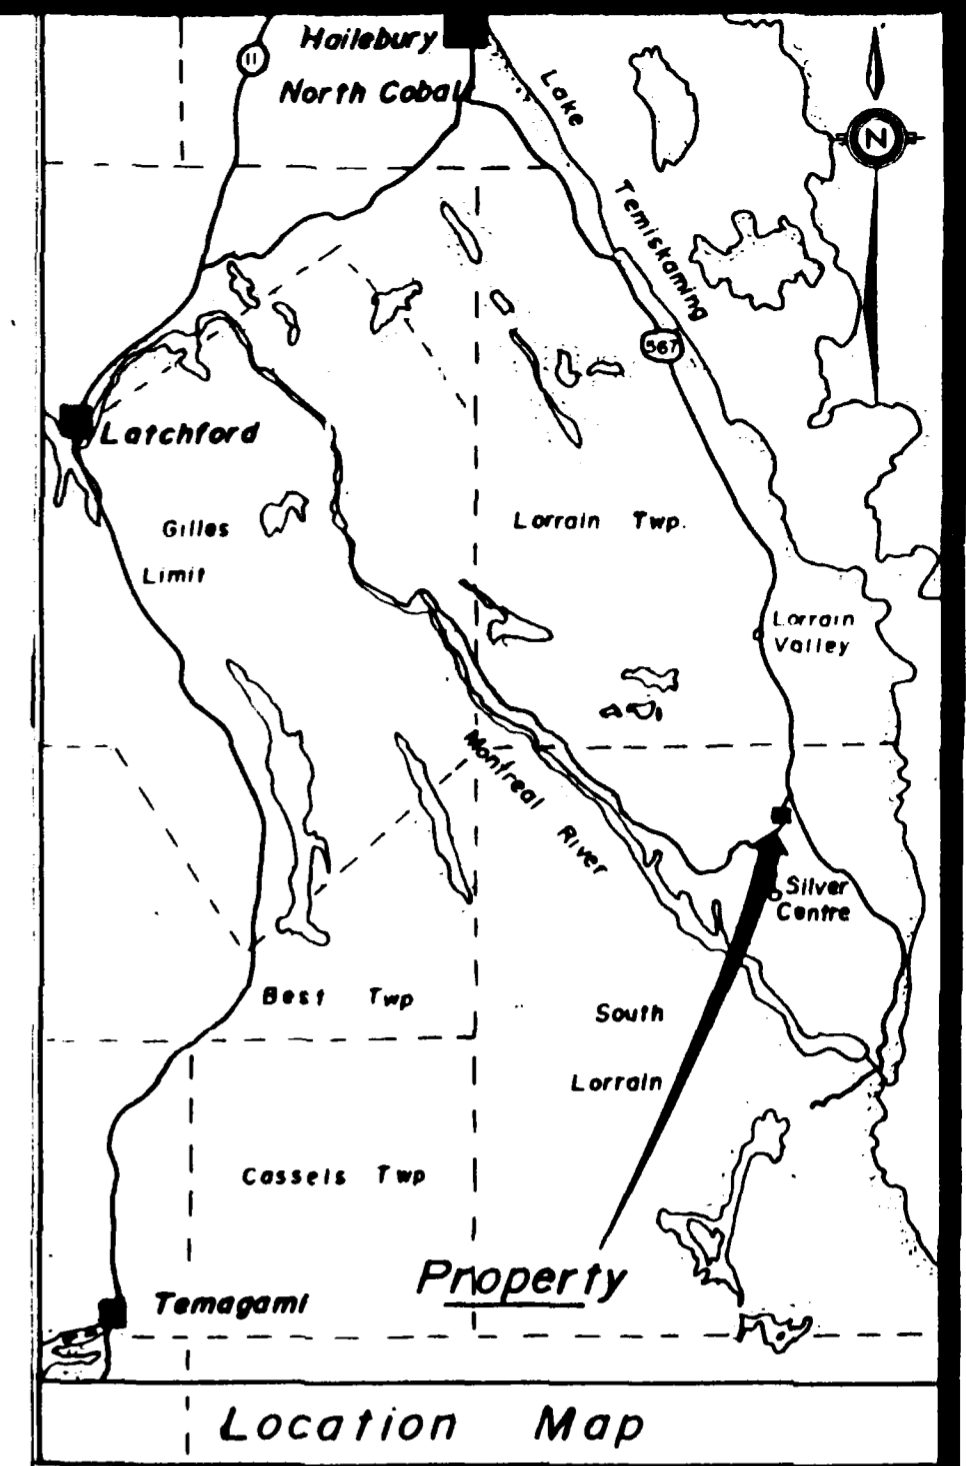 Hailebury
11
North Cobalt
Lake
Temiskaming
N
567
Latchford
Gilles
Limit
Lorrain Twp.
Lorrain
Valley
Montreal River
Silver
Centre
Best Twp
South
Lorrain
Cassels Twp
Property
Temagami
Location Map